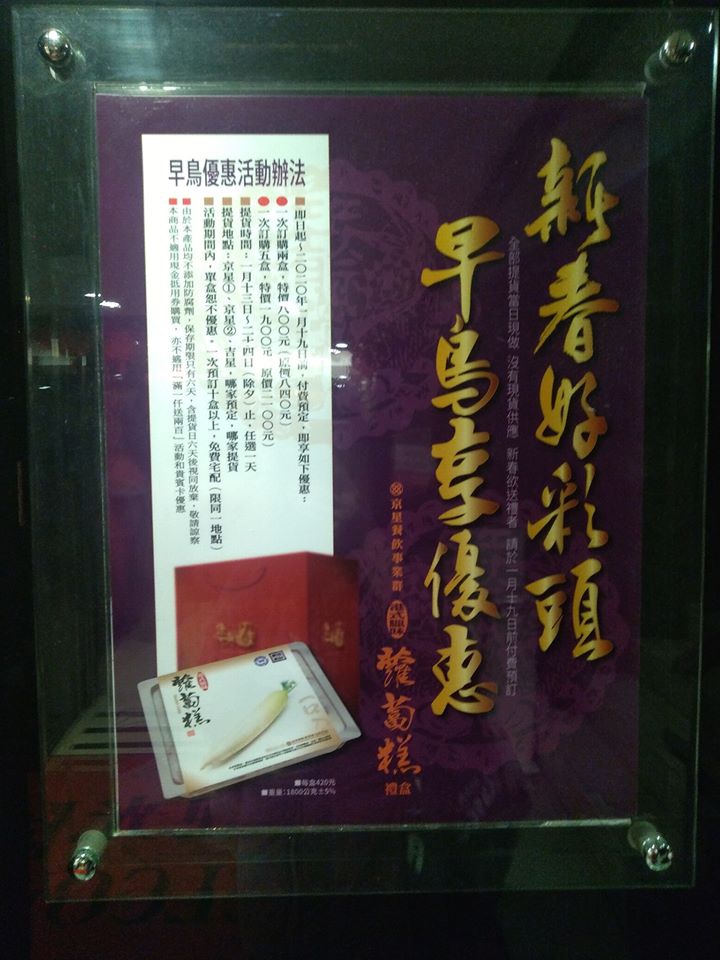 新春好彩頭
全部提貨當日現做 沒有現貨供應 新春欲送禮者 請於一月十九日前付費預訂
早鳥享優惠
京星餐飲事業群 港式臘味 蘿蔔糕 禮盒
早鳥優惠活動辦法
■即日起～二〇二〇年一月十九日前，付費預定，即享如下優惠：
●一次訂購兩盒，特價八〇〇元（原價八四〇元）
●一次訂購五盒，特價一九〇〇元（原價二一〇〇元）
■提貨時間：一月十三日～二十四日（除夕）止，任選一天
■提貨地點：京星①、京星②、吉星，哪家預定，哪家提貨
■活動期間內，單盒恕不優惠。一次預訂十盒以上，免費宅配（限同一地點）
■由於本產品均不添加防腐劑，保存期限只有六天，含提貨日六天後視同放棄，敬請諒察
■本商品不適用現金抵用券購買，亦不適用「滿一仟送兩百」活動和貴賓卡優惠
蘿蔔糕
■每盒420元
■重量：1800公克±5%